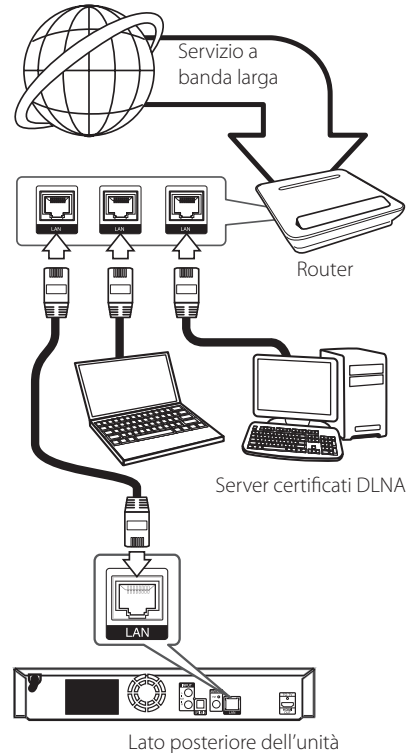 Servizio a
banda larga
LAN
LAN
LAN
Router
Server certificati DLNA
LAN
Lato posteriore dell'unità